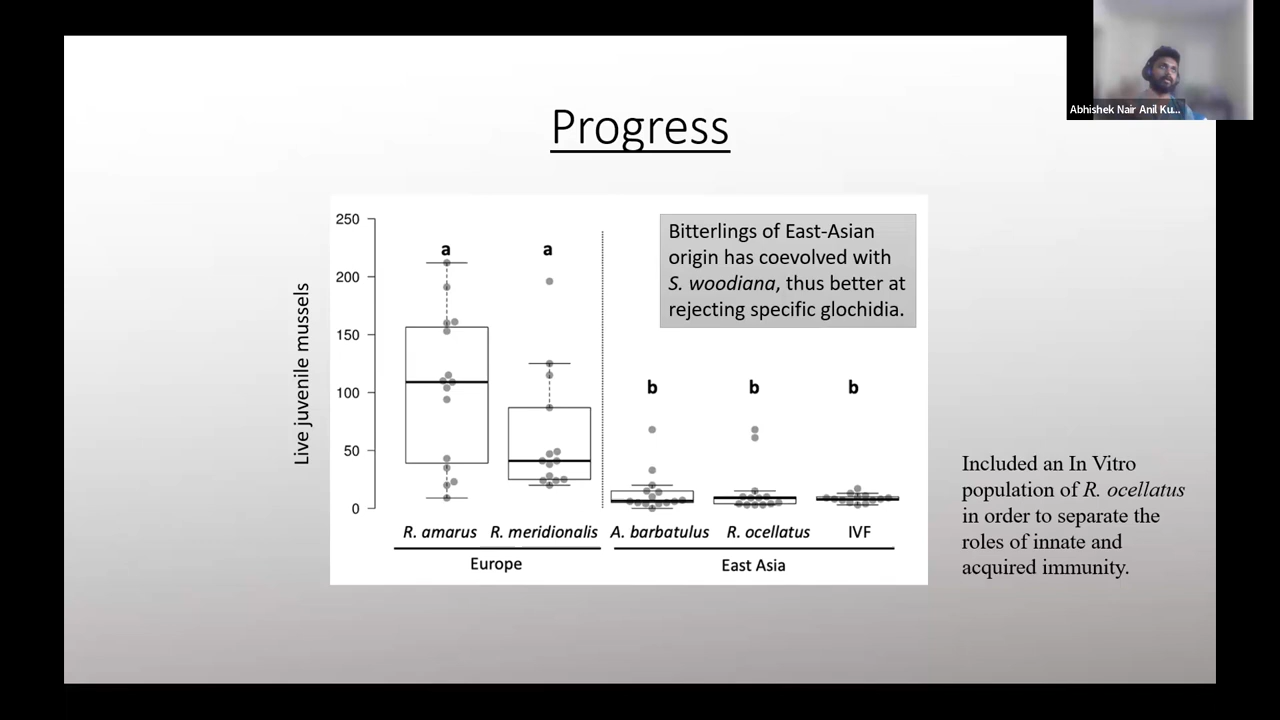 Abhishek Nair Anil Ku...
Progress
Live juvenile mussels
250
200
150
100
50
0
a
a
b
b
b
Bitterlings of East-Asian
origin has coevolved with
S. woodiana, thus better at
rejecting specific glochidia.
R. amarus
R. meridionalis
A. barbatulus
R. ocellatus
IVF
Europe
East Asia
Included an In Vitro
population of R. ocellatus
in order to separate the
roles of innate and
acquired immunity.